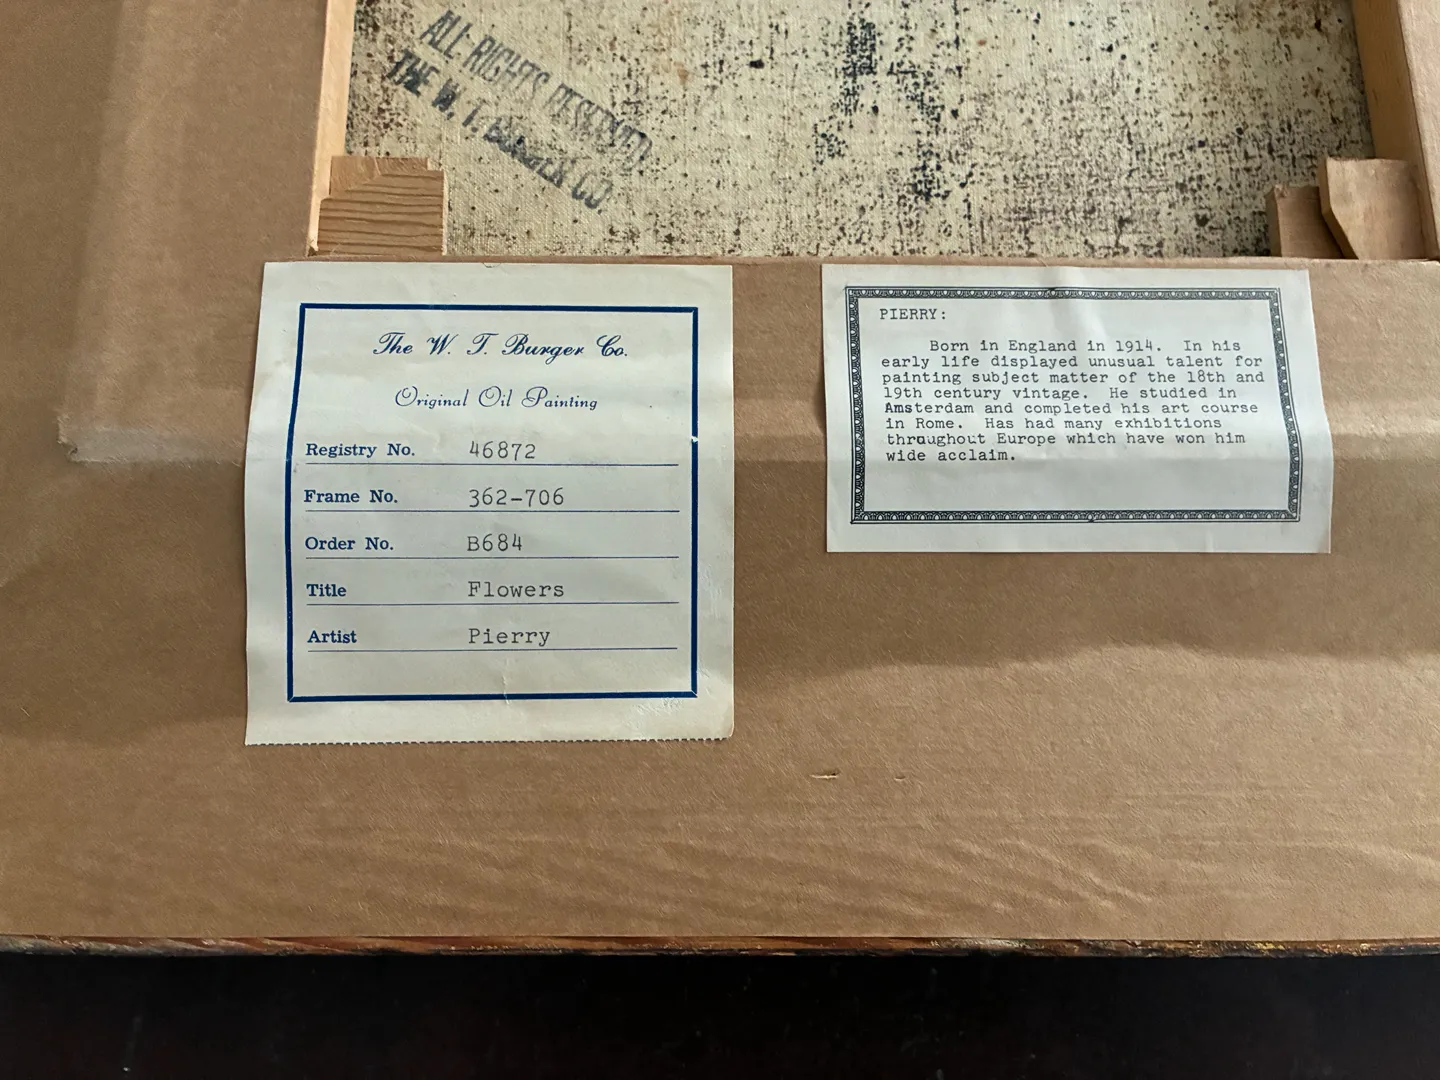 ALL RIGHTS RESERVED
THE W. T. BURGER CO.
The W. T. Burger Co.
Original Oil Painting
Registry No. 46872
Frame No. 362-706
Order No. B684
Title Flowers
Artist Pierry
PIERRY:
Born in England in 1914. In his
early life displayed unusual talent for
painting subject matter of the 18th and
19th century vintage. He studied in
Amsterdam and completed his art course
in Rome. Has had many exhibitions
throughout Europe which have won him
wide acclaim.